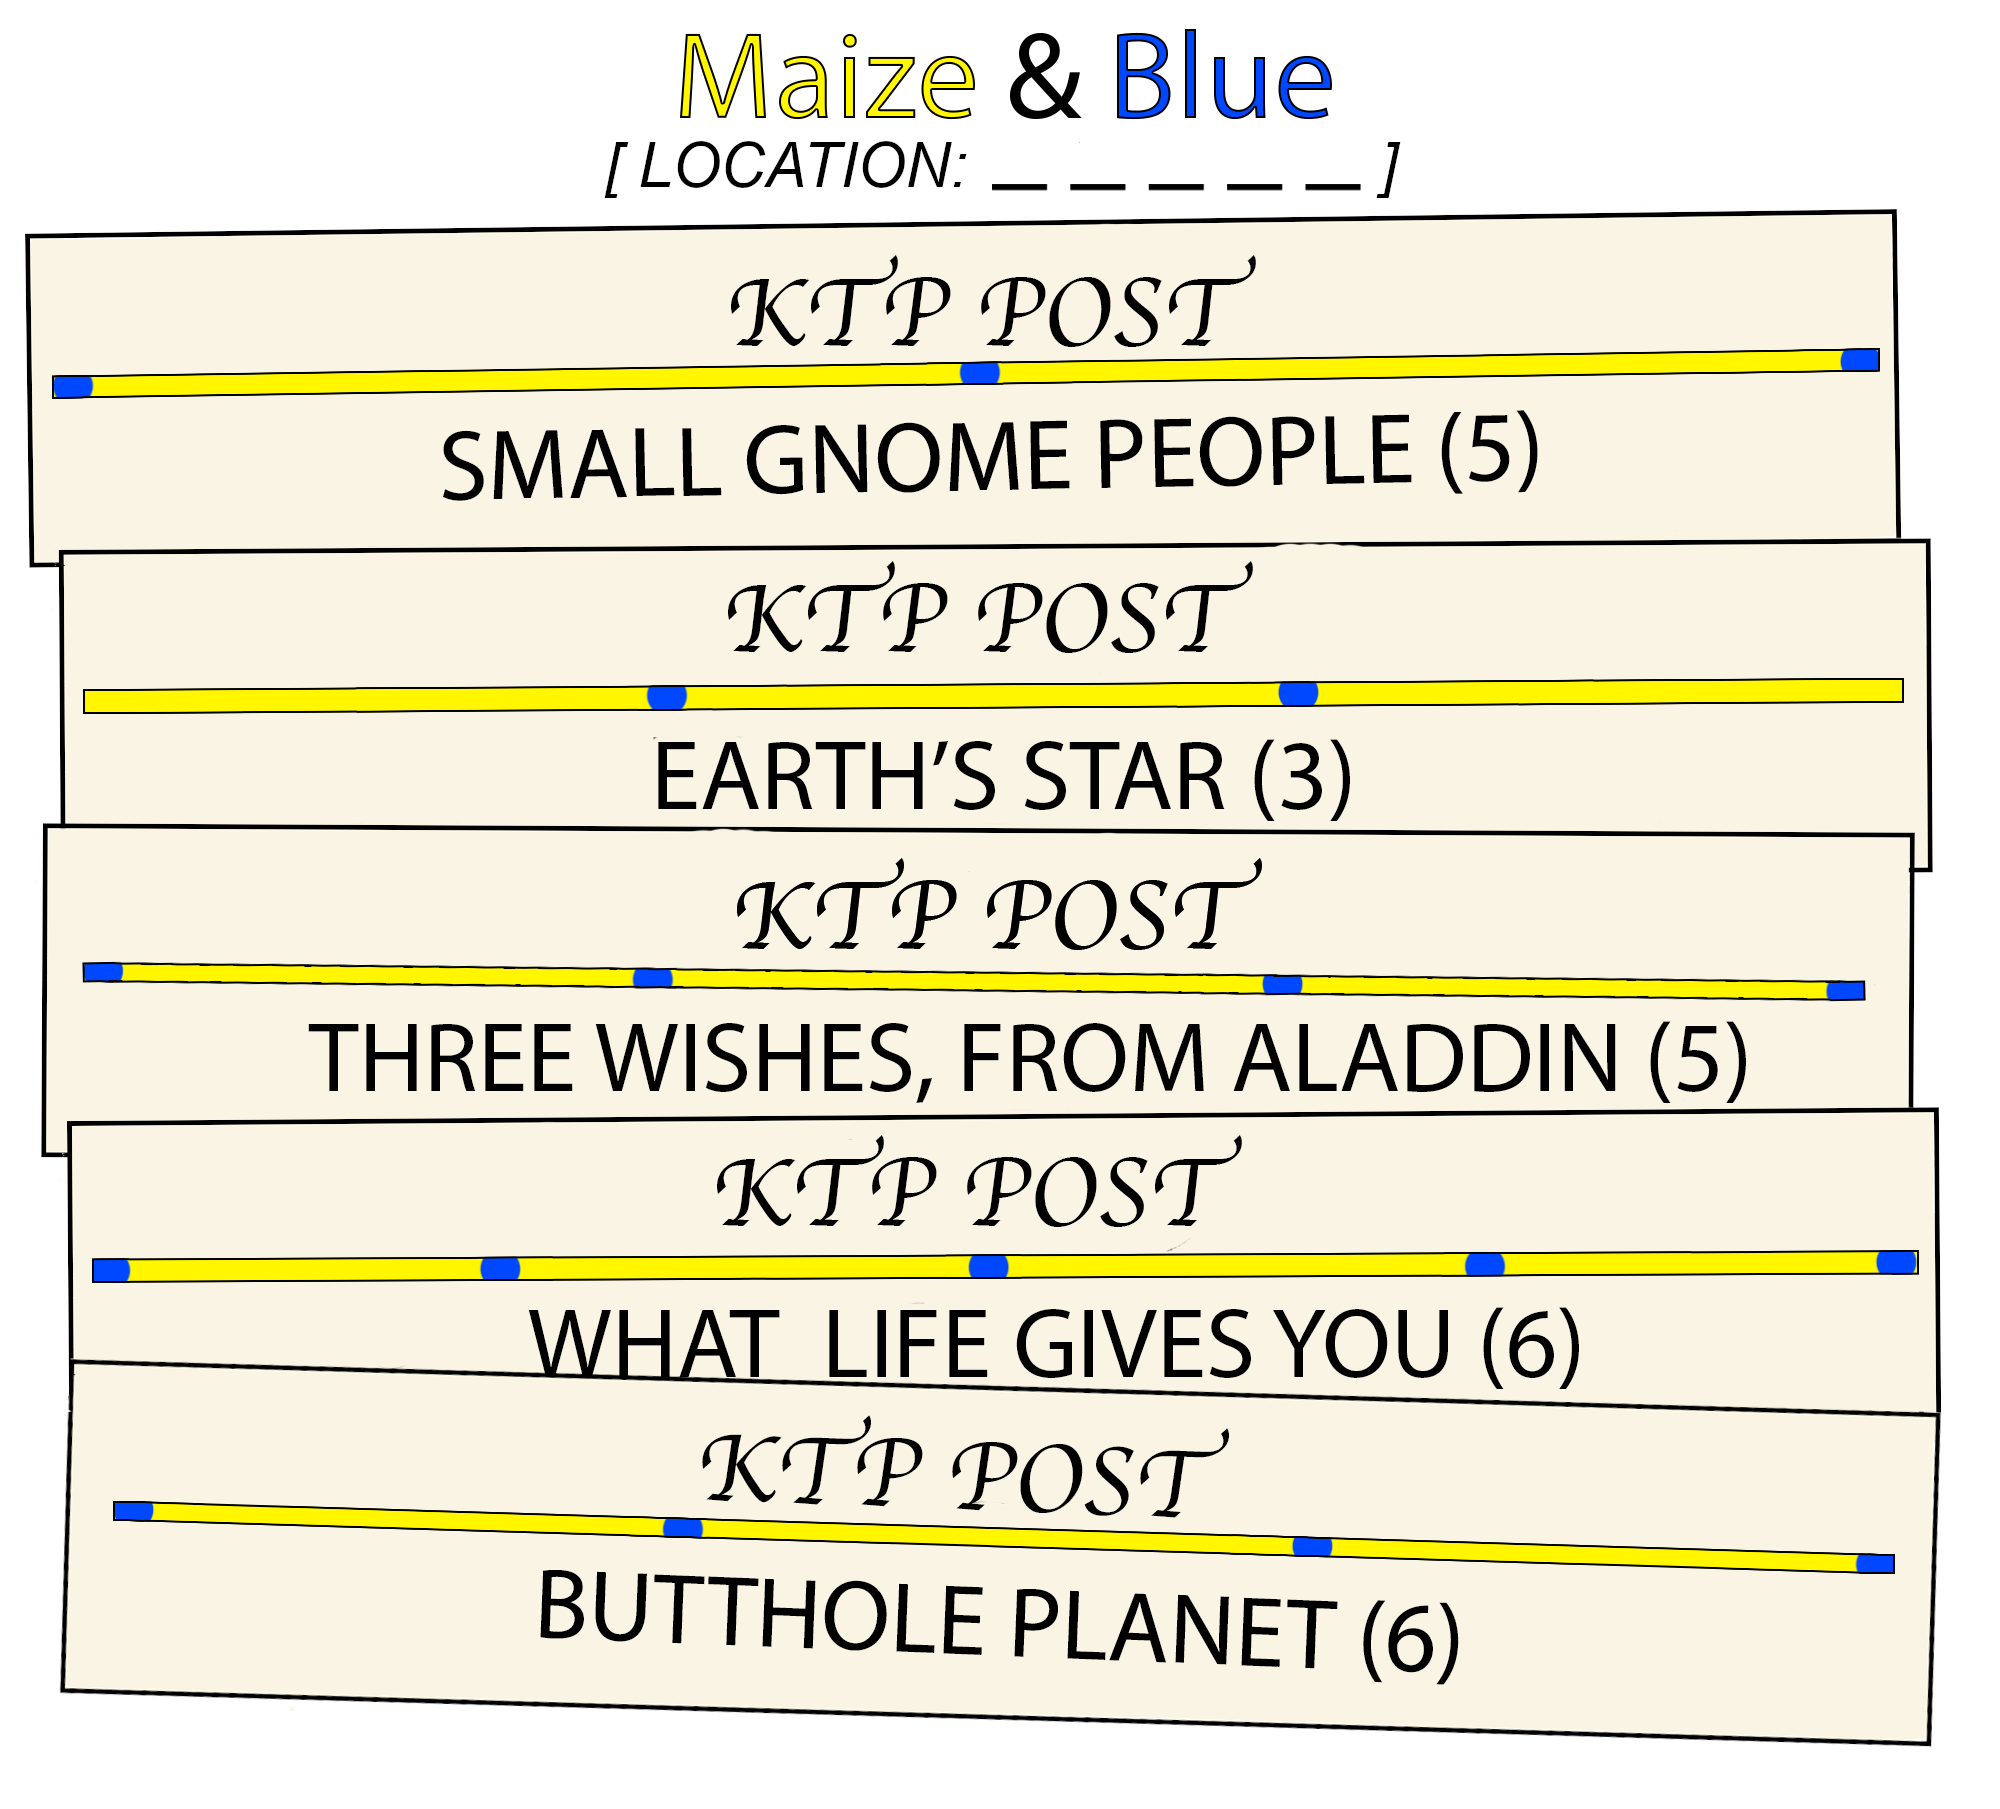 Maize & Blue
[ LOCATION: _ _ _ _ _ ]
KTP POST
SMALL GNOME PEOPLE (5)
KTP POST
EARTH’S STAR (3)
KTP POST
THREE WISHES, FROM ALADDIN (5)
KTP POST
WHAT LIFE GIVES YOU (6)
KTP POST
BUTTHOLE PLANET (6)